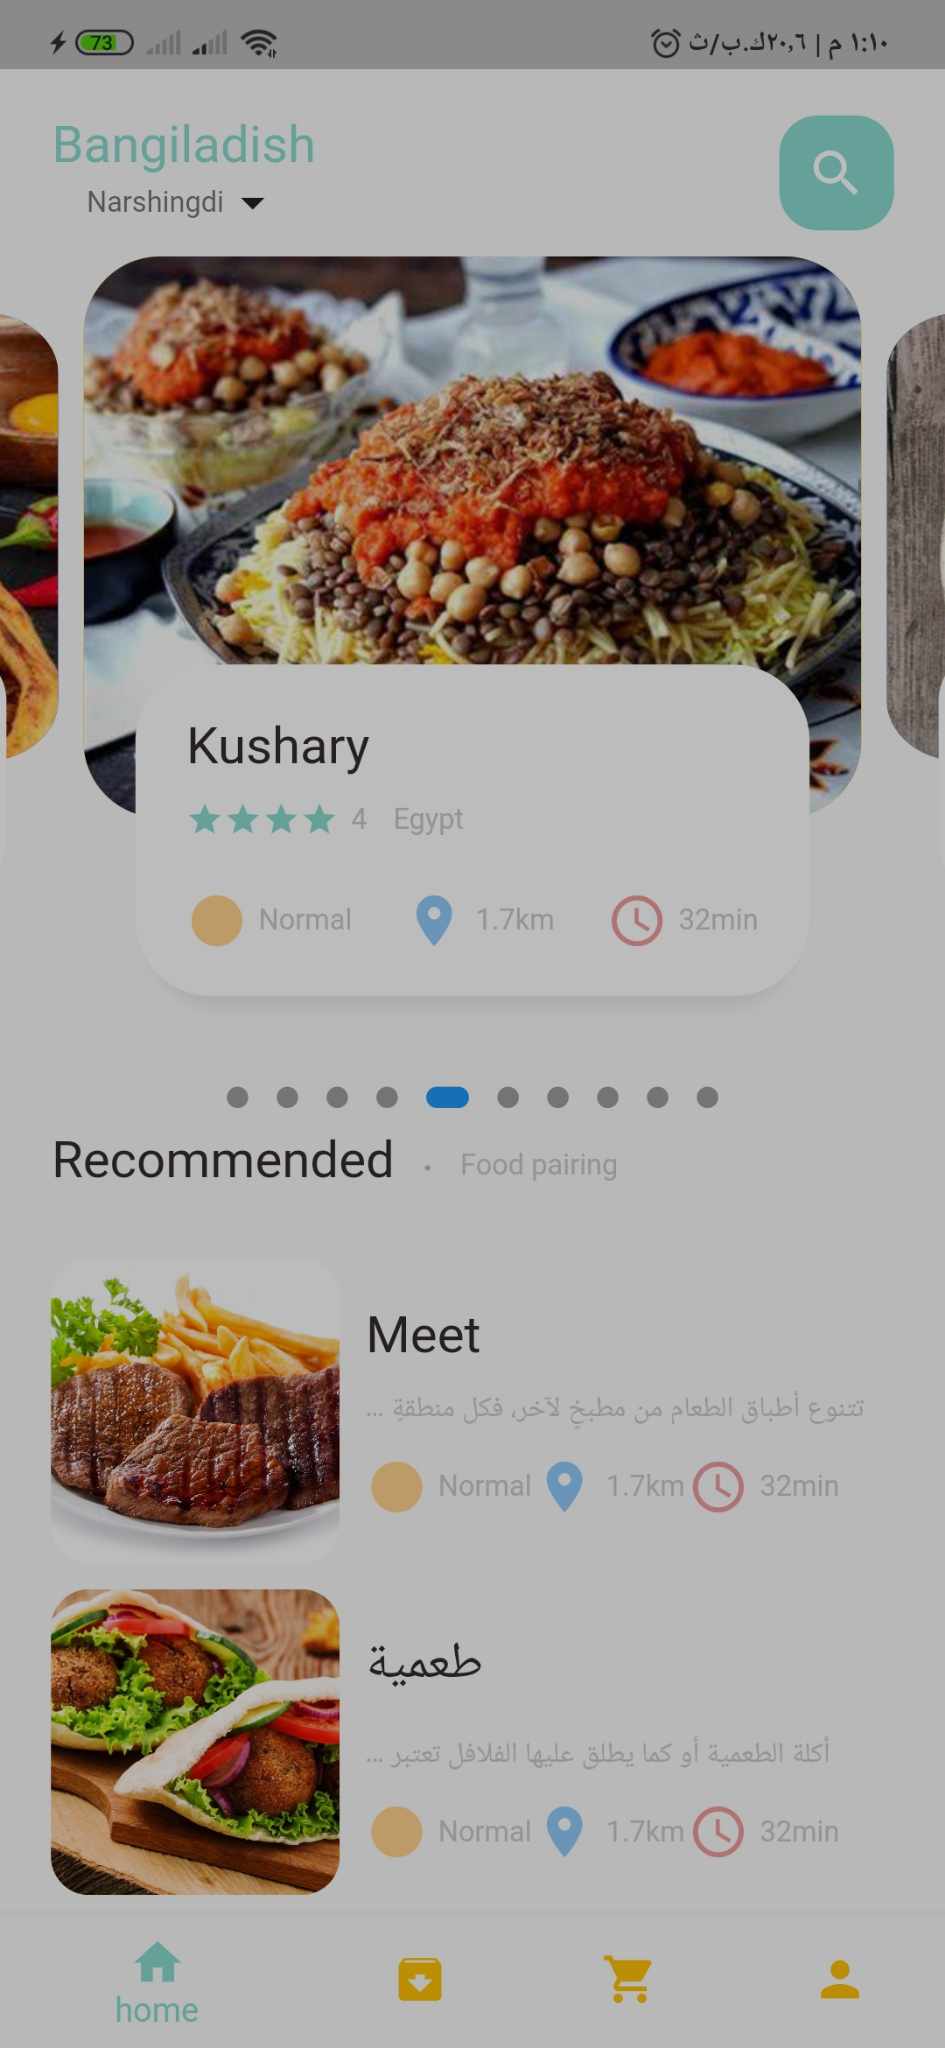 73
١:١٠ م | ٢٠,٦ك.ب/ث
Bangiladish
Narshingdi
Kushary
4 Egypt
Normal 1.7km 32min
Recommended . Food pairing
Meet
تتنوع أطباق الطعام من مطبخٍ لآخر، فكل منطقةٍ ...
Normal 1.7km 32min
طعمية
أكلة الطعمية أو كما يطلق عليها الفلافل تعتبر ...
Normal 1.7km 32min
home